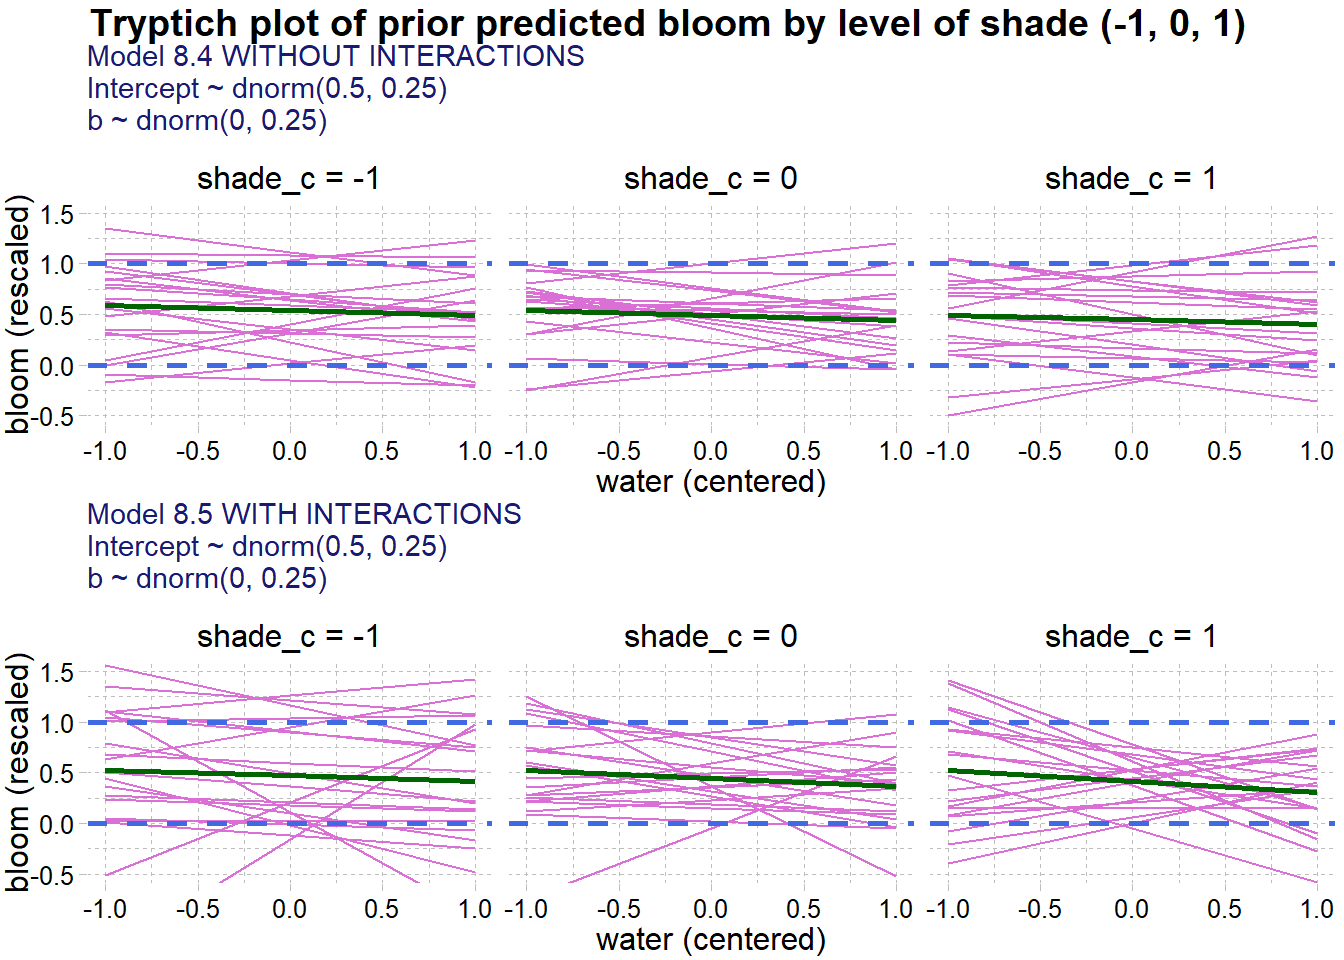 Tryptich plot of prior predicted bloom by level of shade (-1, 0, 1)
Model 8.4 WITHOUT INTERACTIONS
Intercept ~ dnorm(0.5, 0.25)
b ~ dnorm(0, 0.25)
shade_c = -1 shade_c = 0 shade_c = 1
bloom (rescaled)
1.5
1.0
0.5
0.0
-0.5
-1.0 -0.5 0.0 0.5 1.0 -1.0 -0.5 0.0 0.5 1.0 -1.0 -0.5 0.0 0.5 1.0
water (centered)
Model 8.5 WITH INTERACTIONS
Intercept ~ dnorm(0.5, 0.25)
b ~ dnorm(0, 0.25)
shade_c = -1 shade_c = 0 shade_c = 1
bloom (rescaled)
1.5
1.0
0.5
0.0
-0.5
-1.0 -0.5 0.0 0.5 1.0 -1.0 -0.5 0.0 0.5 1.0 -1.0 -0.5 0.0 0.5 1.0
water (centered)